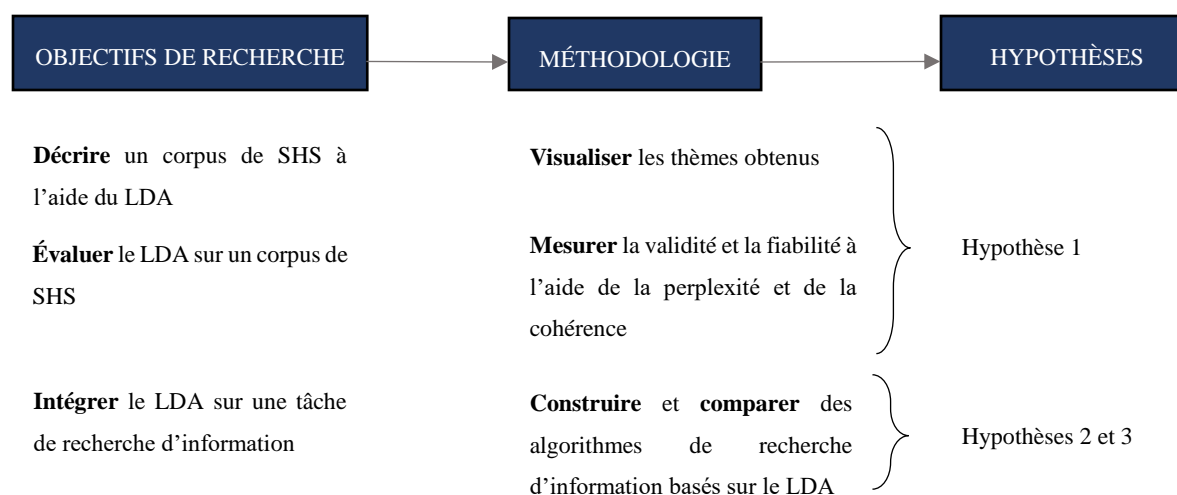 OBJECTIFS DE RECHERCHE
MÉTHODOLOGIE
HYPOTHÈSES
Décrire un corpus de SHS à
l’aide du LDA
Visualiser les thèmes obtenus
Évaluer le LDA sur un corpus de
SHS
Mesurer la validité et la fiabilité à
l’aide de la perplexité et de la
cohérence
Hypothèse 1
Intégrer le LDA sur une tâche
de recherche d’information
Construire et comparer des
algorithmes de recherche
d’information basés sur le LDA
Hypothèses 2 et 3